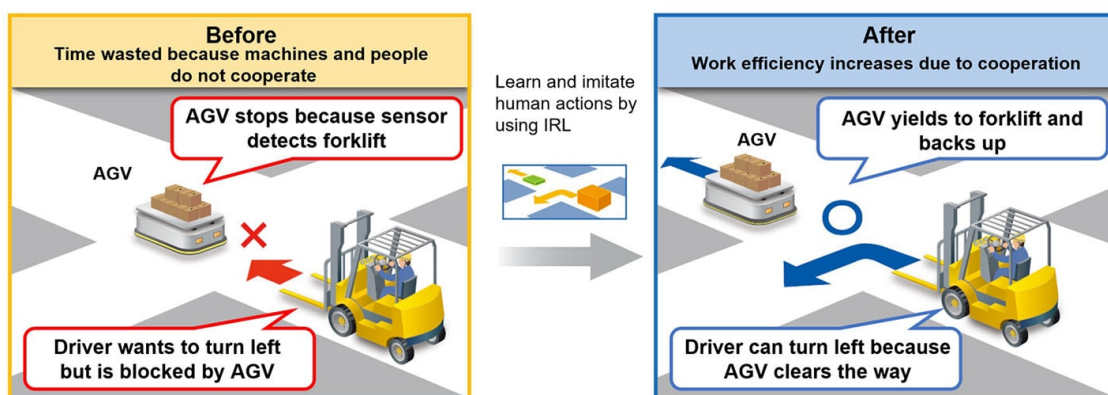 Before
Time wasted because machines and people
do not cooperate
AGV stops because sensor
detects forklift
AGV
Driver wants to turn left
but is blocked by AGV
Learn and imitate
human actions by
using IRL
After
Work efficiency increases due to cooperation
AGV
AGV yields to forklift and
backs up
Driver can turn left because
AGV clears the way